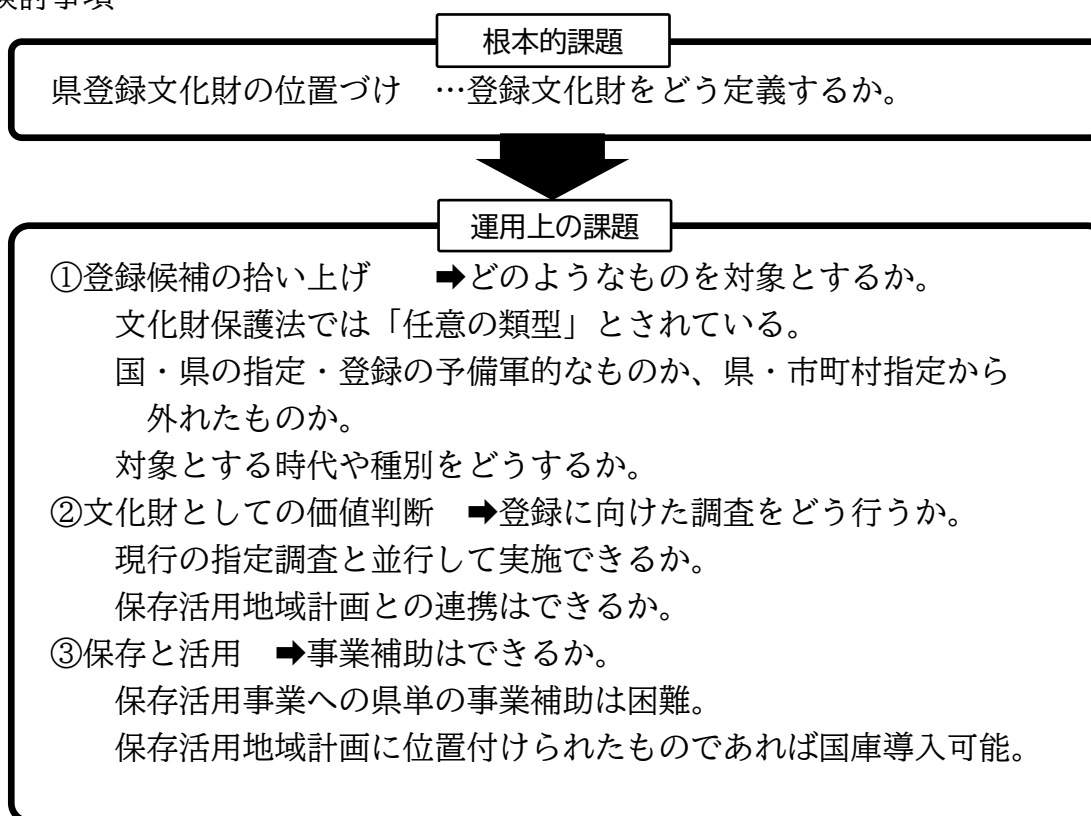 検討事項
根本的課題
県登録文化財の位置づけ　…登録文化財をどう定義するか。
運用上の課題
①登録候補の拾い上げ　　➡どのようなものを対象とするか。
文化財保護法では「任意の類型」とされている。
国・県の指定・登録の予備軍的なものか、県・市町村指定から
外れたものか。
対象とする時代や種別をどうするか。
②文化財としての価値判断　➡登録に向けた調査をどう行うか。
現行の指定調査と並行して実施できるか。
保存活用地域計画との連携はできるか。
③保存と活用　➡事業補助はできるか。
保存活用事業への県単の事業補助は困難。
保存活用地域計画に位置付けられたものであれば国庫導入可能。